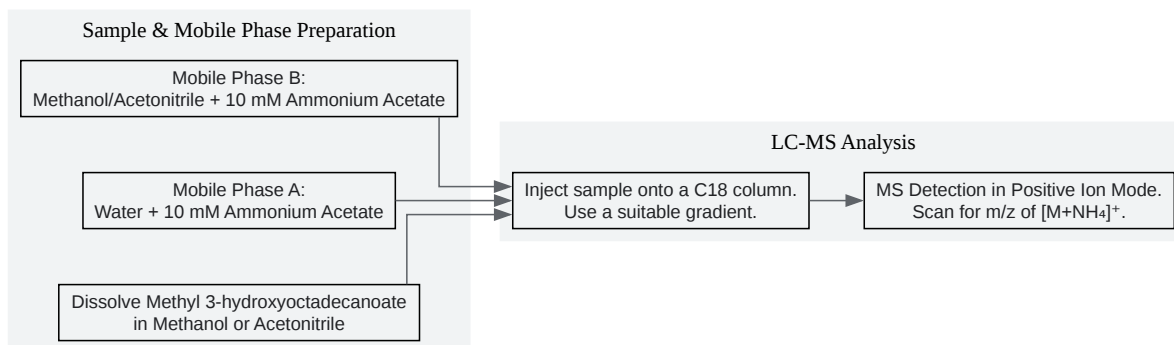 Sample & Mobile Phase Preparation
Mobile Phase B:
Methanol/Acetonitrile + 10 mM Ammonium Acetate
Mobile Phase A:
Water + 10 mM Ammonium Acetate
Dissolve Methyl 3-hydroxyoctadecanoate
in Methanol or Acetonitrile
LC-MS Analysis
Inject sample onto a C18 column.
Use a suitable gradient.
MS Detection in Positive Ion Mode.
Scan for m/z of [M+NH₄]⁺.